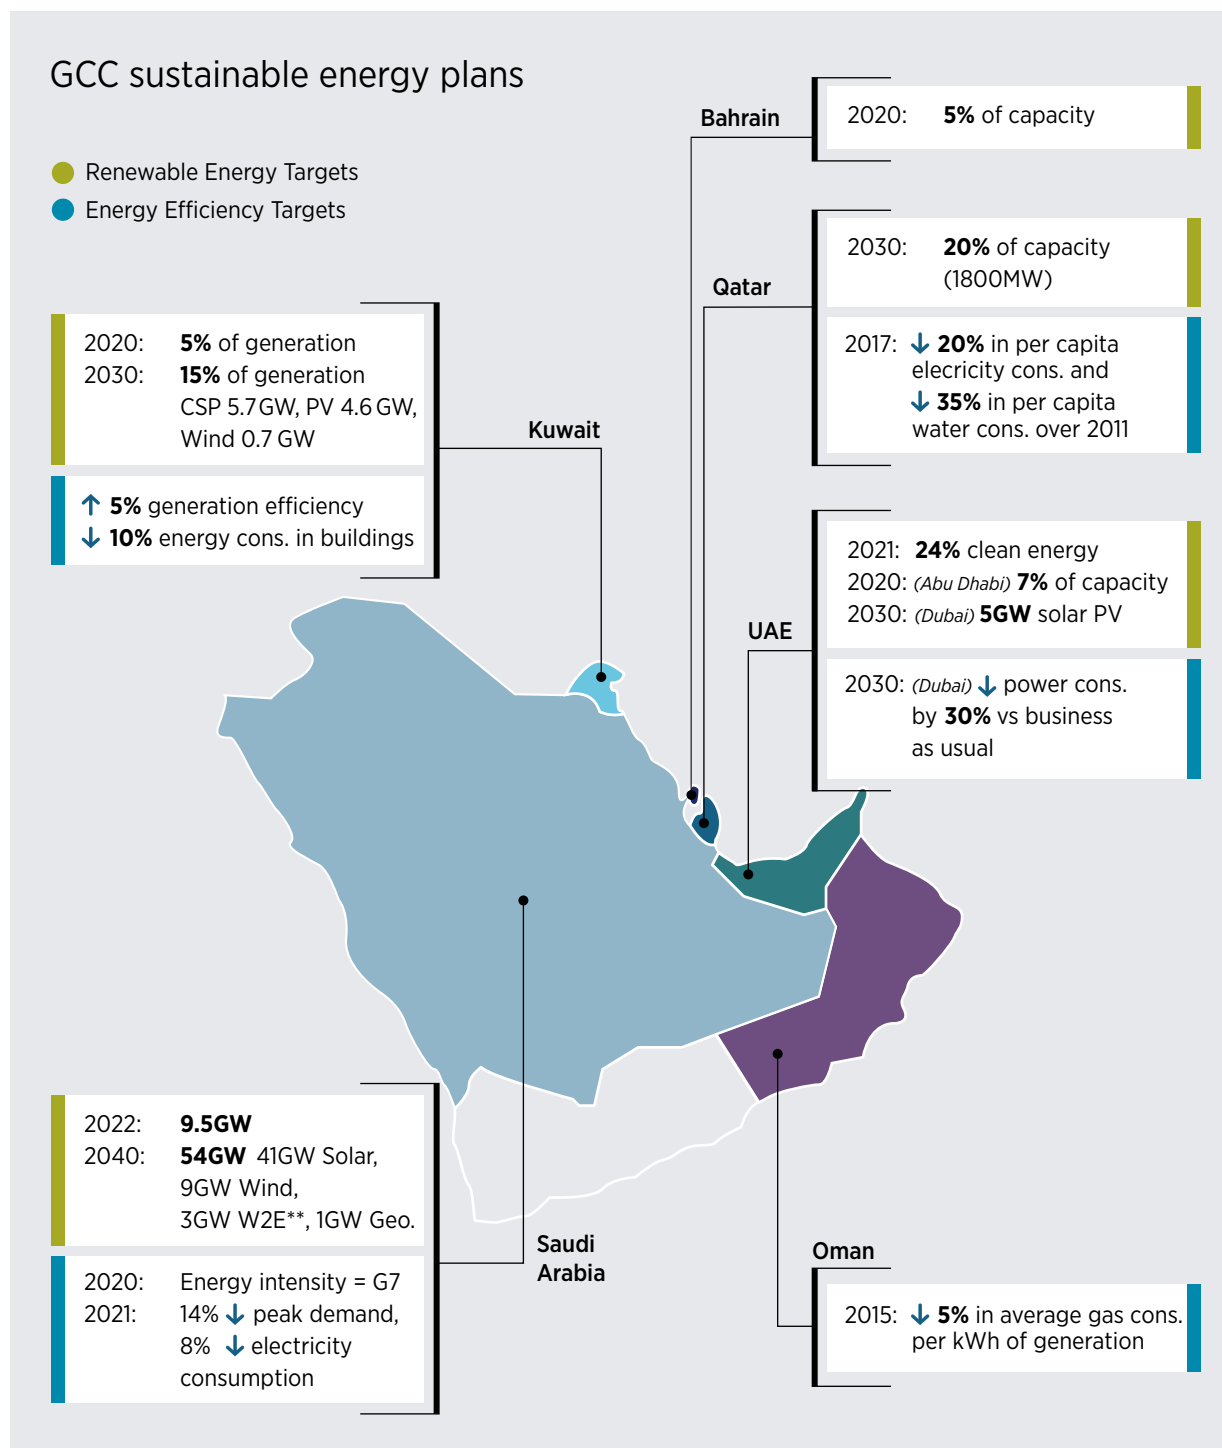 GCC sustainable energy plans
Renewable Energy Targets
Energy Efficiency Targets
Bahrain
2020: 5% of capacity
Qatar
2030: 20% of capacity
(1800MW)
2017: ↓ 20% in per capita
elecricity cons. and
↓ 35% in per capita
water cons. over 2011
Kuwait
2020: 5% of generation
2030: 15% of generation
CSP 5.7 GW, PV 4.6 GW,
Wind 0.7 GW
↑ 5% generation efficiency
↓ 10% energy cons. in buildings
UAE
2021: 24% clean energy
2020: (Abu Dhabi) 7% of capacity
2030: (Dubai) 5GW solar PV
2030: (Dubai) ↓ power cons.
by 30% vs business
as usual
Saudi
Arabia
2022: 9.5GW
2040: 54GW 41GW Solar,
9GW Wind,
3GW W2E**, 1GW Geo.
2020: Energy intensity = G7
2021: 14% ↓ peak demand,
8% ↓ electricity
consumption
Oman
2015: ↓ 5% in average gas cons.
per kWh of generation